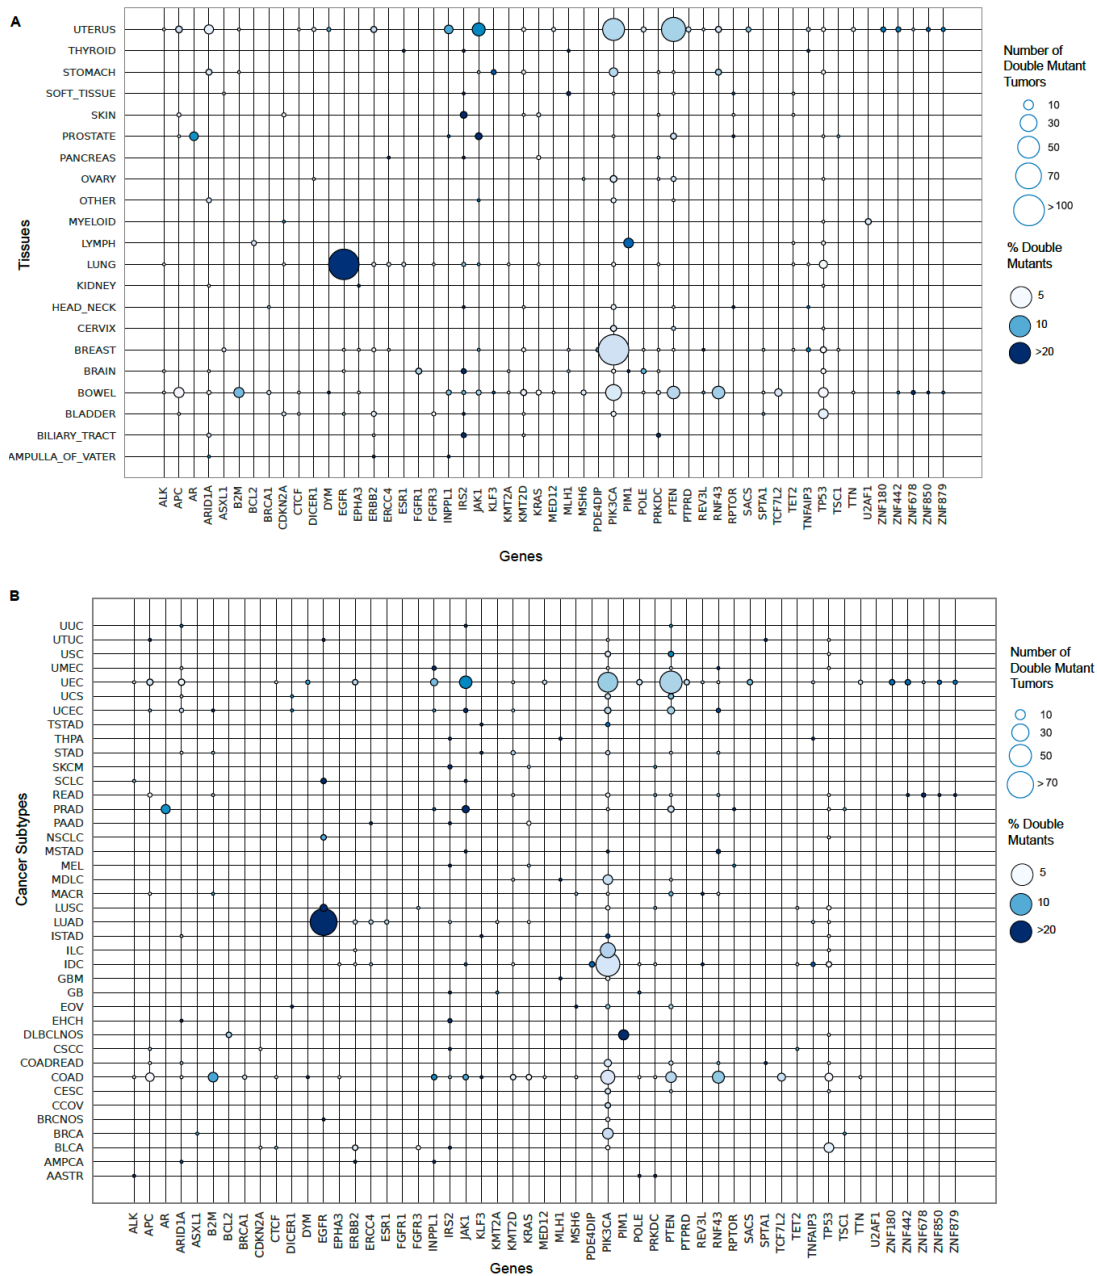 A
UTERUS
THYROID
STOMACH
SOFT_TISSUE
SKIN
PROSTATE
PANCREAS
OVARY
OTHER
MYELOID
LYMPH
LUNG
KIDNEY
HEAD_NECK
CERVIX
BREAST
BRAIN
BOWEL
BLADDER
BILIARY_TRACT
AMPULLA_OF_VATER
Tissues
ALK
APC
AR
ARID1A
ASXL1
B2M
BCL2
BRCA1
CDKN2A
CTCF
DICER1
DYM
EGFR
EPHA3
ERBB2
ERCC4
ESR1
FGFR1
FGFR3
INPPL1
IRS2
JAK1
KLF3
KMT2A
KMT2D
KRAS
MED12
MLH1
MSH6
PDE4DIP
PIK3CA
PIM1
POLE
PRKDC
PTEN
PTPRD
REV3L
RNF43
RPTOR
SACS
SPTA1
TCF7L2
TET2
TNFAIP3
TP53
TSC1
TTN
U2AF1
ZNF180
ZNF442
ZNF678
ZNF850
ZNF879
Genes
Number of
Double Mutant
Tumors
10
30
50
70
>100
% Double
Mutants
5
10
>20
B
UUC
UTUC
USC
UMEC
UEC
UCS
UCEC
TSTAD
THPA
STAD
SKCM
SCLC
READ
PRAD
PAAD
NSCLC
MSTAD
MEL
MDLC
MACR
LUSC
LUAD
ISTAD
ILC
IDC
GBM
GB
EOV
EHCH
DLBCLNOS
CSCC
COADREAD
COAD
CESC
CCOV
BRCNOS
BRCA
BLCA
AMPCA
AASTR
Cancer Subtypes
ALK
APC
AR
ARID1A
ASXL1
B2M
BCL2
BRCA1
CDKN2A
CTCF
DICER1
DYM
EGFR
EPHA3
ERBB2
ERCC4
ESR1
FGFR1
FGFR3
INPPL1
IRS2
JAK1
KLF3
KMT2A
KMT2D
KRAS
MED12
MLH1
MSH6
PDE4DIP
PIK3CA
PIM1
POLE
PRKDC
PTEN
PTPRD
REV3L
RNF43
RPTOR
SACS
SPTA1
TCF7L2
TET2
TNFAIP3
TP53
TSC1
TTN
U2AF1
ZNF180
ZNF442
ZNF678
ZNF850
ZNF879
Genes
Number of
Double Mutant
Tumors
10
30
50
>70
% Double
Mutants
5
10
>20